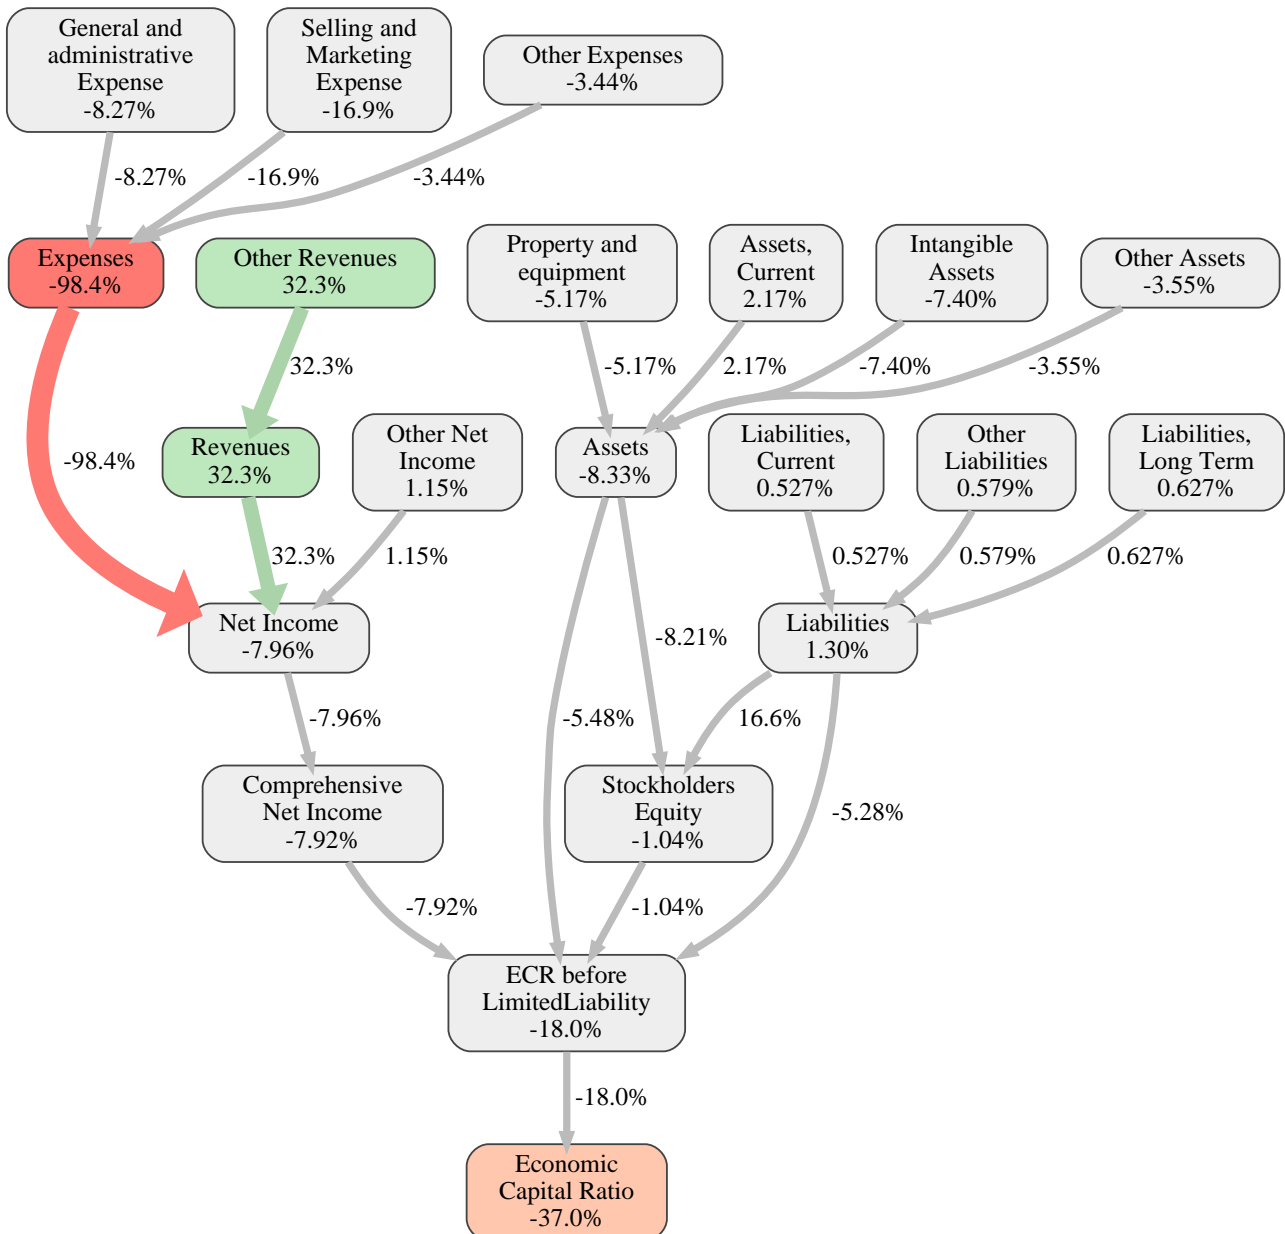 General and
administrative
Expense
-8.27%
Selling and
Marketing
Expense
-16.9%
Other Expenses
-3.44%
-8.27%
-16.9%
-3.44%
Expenses
-98.4%
Other Revenues
32.3%
Property and
equipment
-5.17%
Assets,
Current
2.17%
Intangible
Assets
-7.40%
Other Assets
-3.55%
32.3%
-5.17%
2.17%
-7.40%
-3.55%
-98.4%
Revenues
32.3%
Other Net
Income
1.15%
Assets
-8.33%
Liabilities,
Current
0.527%
Other
Liabilities
0.579%
Liabilities,
Long Term
0.627%
32.3%
1.15%
0.527%
0.579%
0.627%
Net Income
-7.96%
-8.21%
Liabilities
1.30%
-7.96%
-5.48%
16.6%
Comprehensive
Net Income
-7.92%
Stockholders
Equity
-1.04%
-5.28%
-7.92%
-1.04%
ECR before
LimitedLiability
-18.0%
-18.0%
Economic
Capital Ratio
-37.0%